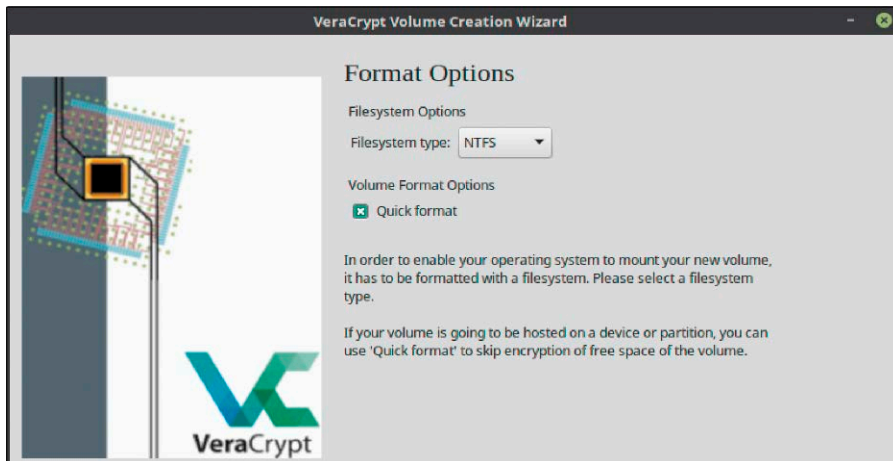 VeraCrypt Volume Creation Wizard
Format Options
Filesystem Options
Filesystem type: NTFS
Volume Format Options
Quick format
In order to enable your operating system to mount your new volume,
it has to be formatted with a filesystem. Please select a filesystem
type.
If your volume is going to be hosted on a device or partition, you can
use 'Quick format' to skip encryption of free space of the volume.
VeraCrypt